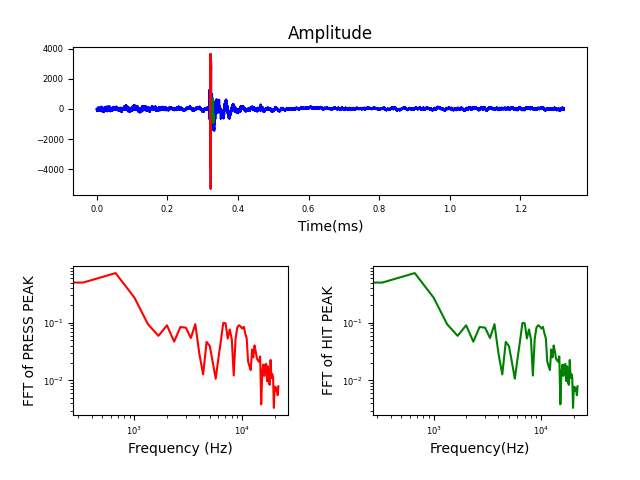 Amplitude
4000
2000
0
−2000
−4000
0.0 0.2 0.4 0.6 0.8 1.0 1.2
Time(ms)
FFT of PRESS PEAK
10⁻¹
10⁻²
10³ 10⁴
Frequency (Hz)
FFT of HIT PEAK
10⁻¹
10⁻²
10³ 10⁴
Frequency(Hz)